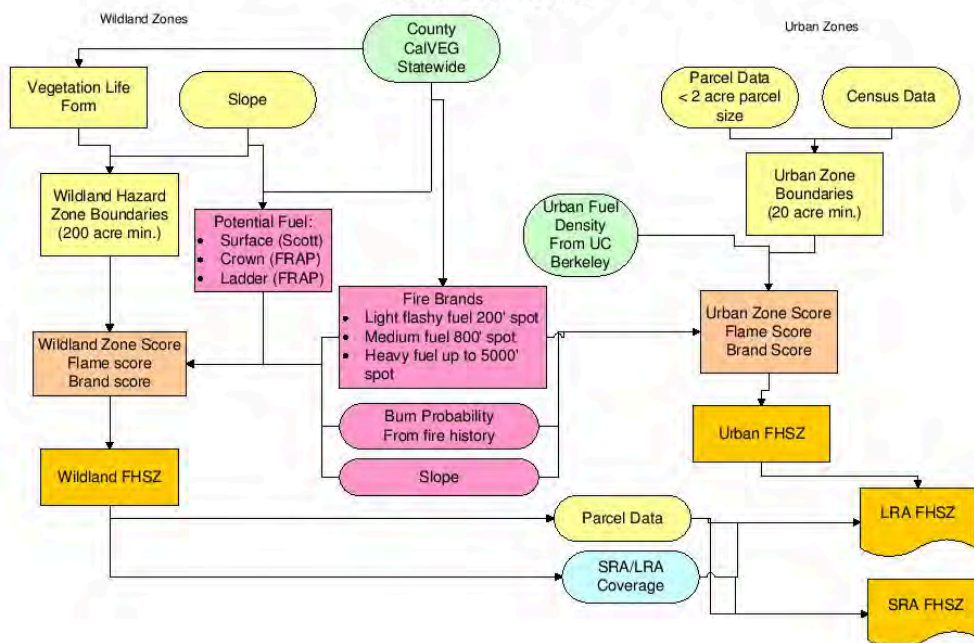 Wildland Zones
Urban Zones
County
CalVEG
Statewide
Vegetation Life
Form
Slope
Parcel Data
< 2 acre parcel
size
Census Data
Wildland Hazard
Zone Boundaries
(200 acre min.)
Potential Fuel:
• Surface (Scott)
• Crown (FRAP)
• Ladder (FRAP)
Urban Fuel
Density
From UC
Berkeley
Urban Zone
Boundaries
(20 acre min.)
Fire Brands
• Light flashy fuel 200' spot
• Medium fuel 800' spot
• Heavy fuel up to 5000'
spot
Wildland Zone Score
Flame score
Brand score
Urban Zone Score
Flame Score
Brand Score
Burn Probability
From fire history
Slope
Wildland FHSZ
Urban FHSZ
Parcel Data
SRA/LRA
Coverage
LRA FHSZ
SRA FHSZ